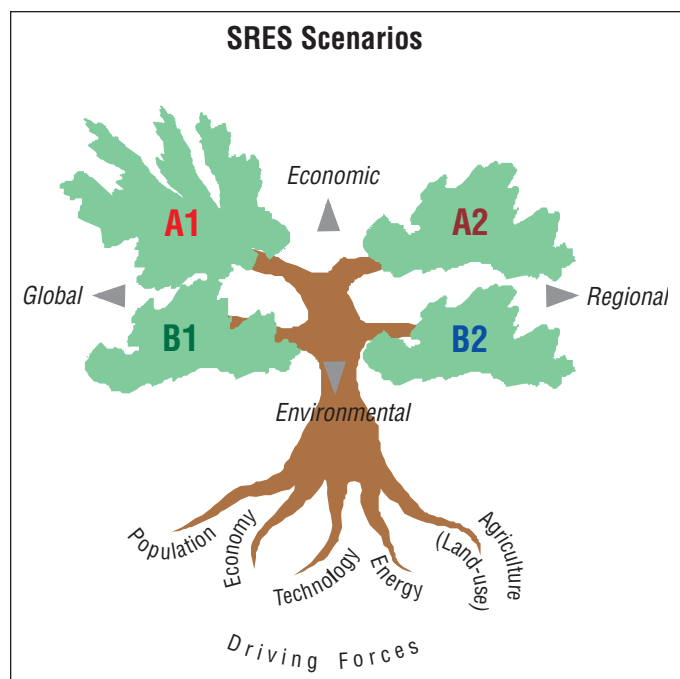 SRES Scenarios
Economic
A1
A2
Global
Regional
B1
B2
Environmental
Population
Economy
Technology
Energy
(Land-use)
Agriculture
Driving Forces